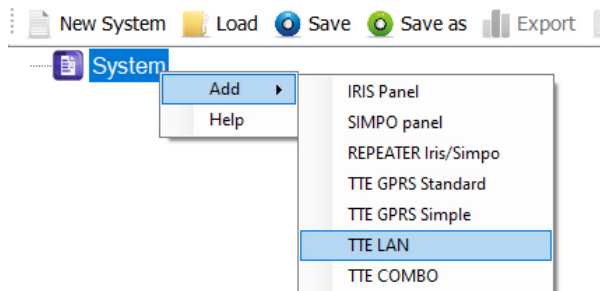 New System Load Save Save as Export
System
Add
Help
IRIS Panel
SIMPO panel
REPEATER Iris/Simpo
TTE GPRS Standard
TTE GPRS Simple
TTE LAN
TTE COMBO